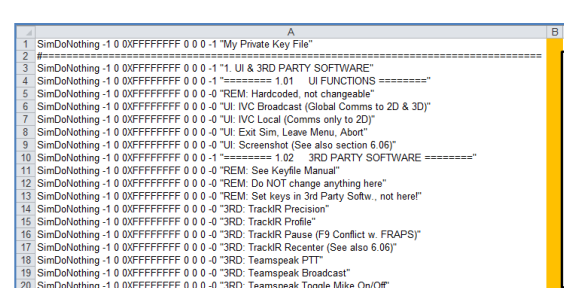 A B
1 SimDoNothing -1 0 0XFFFFFFFF 0 0 0 -1 "My Private Key File"
2 #=====================================================================
3 SimDoNothing -1 0 0XFFFFFFFF 0 0 0 -1 "1. UI & 3RD PARTY SOFTWARE"
4 SimDoNothing -1 0 0XFFFFFFFF 0 0 0 -1 "======== 1.01 UI FUNCTIONS ========"
5 SimDoNothing -1 0 0XFFFFFFFF 0 0 0 -0 "REM: Hardcoded, not changeable"
6 SimDoNothing -1 0 0XFFFFFFFF 0 0 0 -0 "UI: IVC Broadcast (Global Comms to 2D & 3D)"
7 SimDoNothing -1 0 0XFFFFFFFF 0 0 0 -0 "UI: IVC Local (Comms only to 2D)"
8 SimDoNothing -1 0 0XFFFFFFFF 0 0 0 -0 "UI: Exit Sim, Leave Menu, Abort"
9 SimDoNothing -1 0 0XFFFFFFFF 0 0 0 -0 "UI: Screenshot (See also section 6.06)"
10 SimDoNothing -1 0 0XFFFFFFFF 0 0 0 -1 "======== 1.02 3RD PARTY SOFTWARE ========"
11 SimDoNothing -1 0 0XFFFFFFFF 0 0 0 -0 "REM: See Keyfile Manual"
12 SimDoNothing -1 0 0XFFFFFFFF 0 0 0 -0 "REM: Do NOT change anything here"
13 SimDoNothing -1 0 0XFFFFFFFF 0 0 0 -0 "REM: Set keys in 3rd Party Softw., not here!"
14 SimDoNothing -1 0 0XFFFFFFFF 0 0 0 -0 "3RD: TrackIR Precision"
15 SimDoNothing -1 0 0XFFFFFFFF 0 0 0 -0 "3RD: TrackIR Profile"
16 SimDoNothing -1 0 0XFFFFFFFF 0 0 0 -0 "3RD: TrackIR Pause (F9 Conflict w. FRAPS)"
17 SimDoNothing -1 0 0XFFFFFFFF 0 0 0 -0 "3RD: TrackIR Recenter (See also 6.06)"
18 SimDoNothing -1 0 0XFFFFFFFF 0 0 0 -0 "3RD: Teamspeak PTT"
19 SimDoNothing -1 0 0XFFFFFFFF 0 0 0 -0 "3RD: Teamspeak Broadcast"
20 SimDoNothing -1 0 0XFFFFFFFF 0 0 0 -0 "3RD: Teamspeak Toggle Mike On/Off"